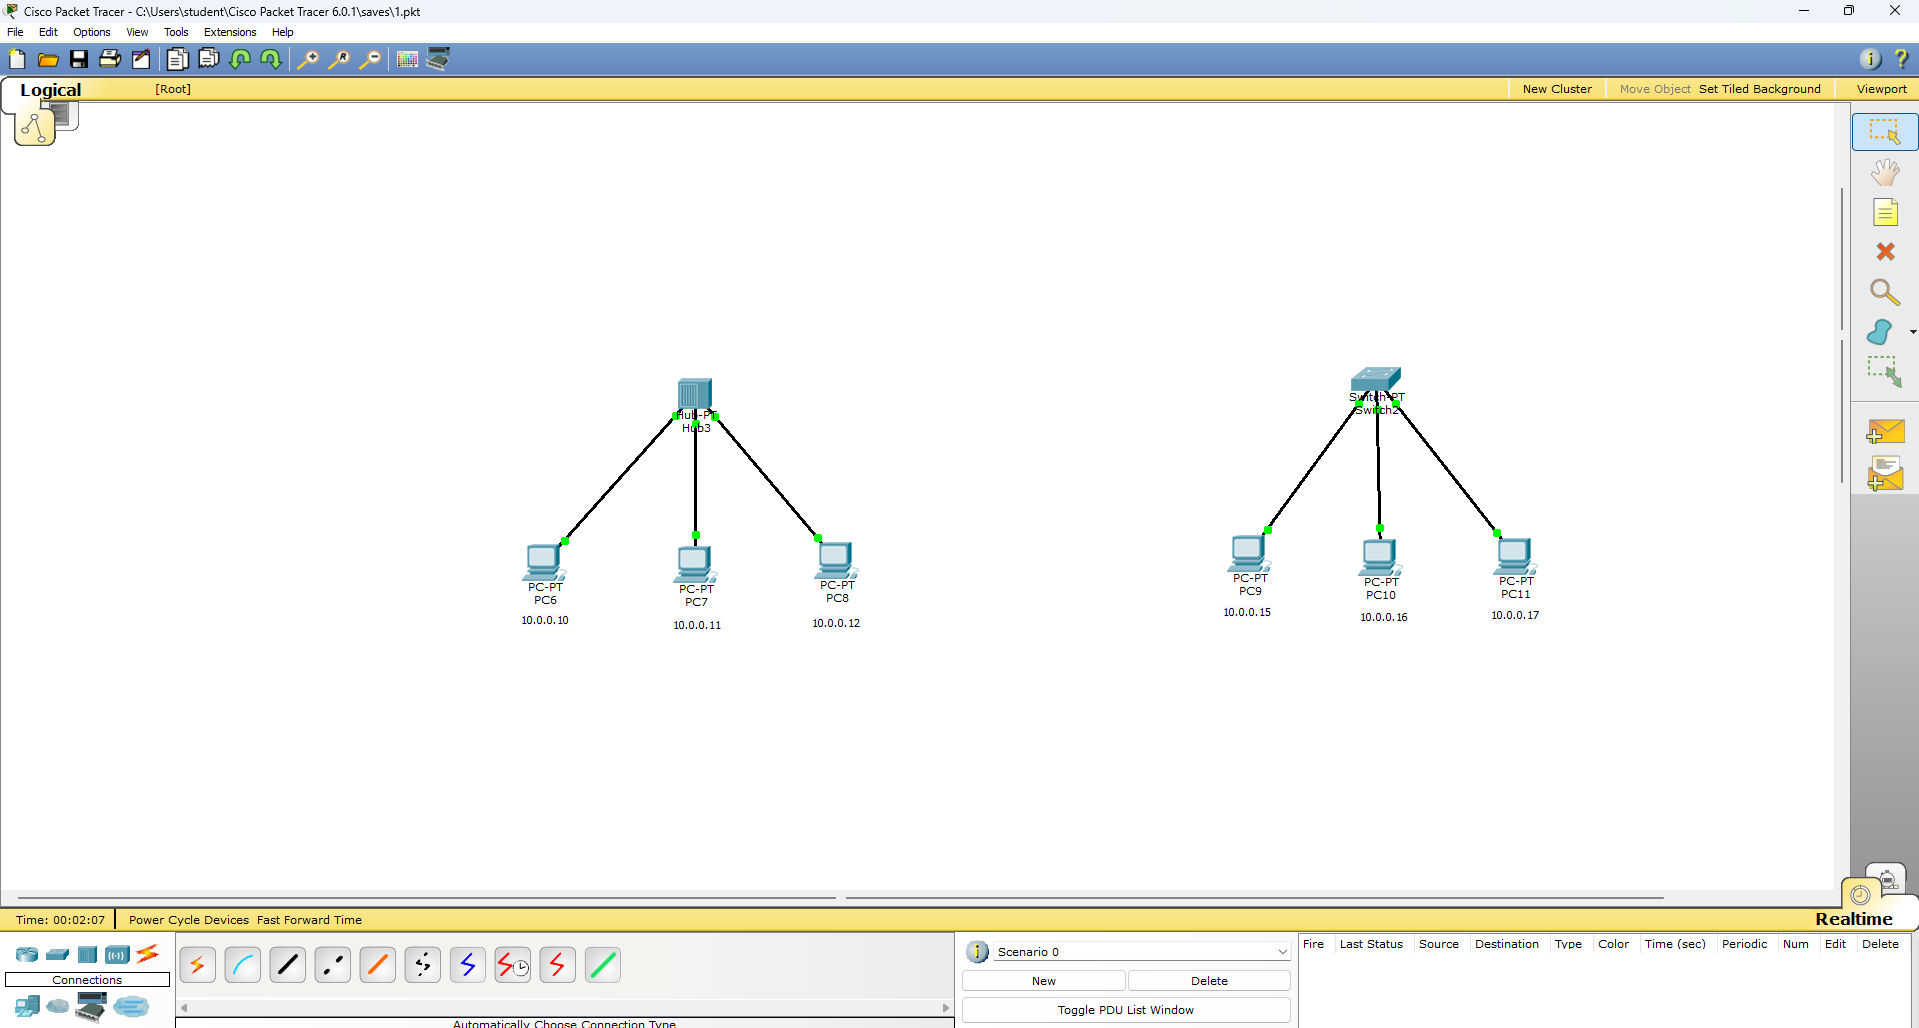 Cisco Packet Tracer - C:\Users\student\Cisco Packet Tracer 6.0.1\saves\1.pkt
File Edit Options View Tools Extensions Help
Logical [Root] New Cluster Move Object Set Tiled Background Viewport
Hub-PT
Hub3
Switch-PT
Switch2
PC-PT
PC6
10.0.0.10
PC-PT
PC7
10.0.0.11
PC-PT
PC8
10.0.0.12
PC-PT
PC9
10.0.0.15
PC-PT
PC10
10.0.0.16
PC-PT
PC11
10.0.0.17
Time: 00:02:07 Power Cycle Devices Fast Forward Time Realtime
Connections
Automatically Choose Connection Type
Scenario 0
New Delete
Toggle PDU List Window
Fire Last Status Source Destination Type Color Time (sec) Periodic Num Edit Delete